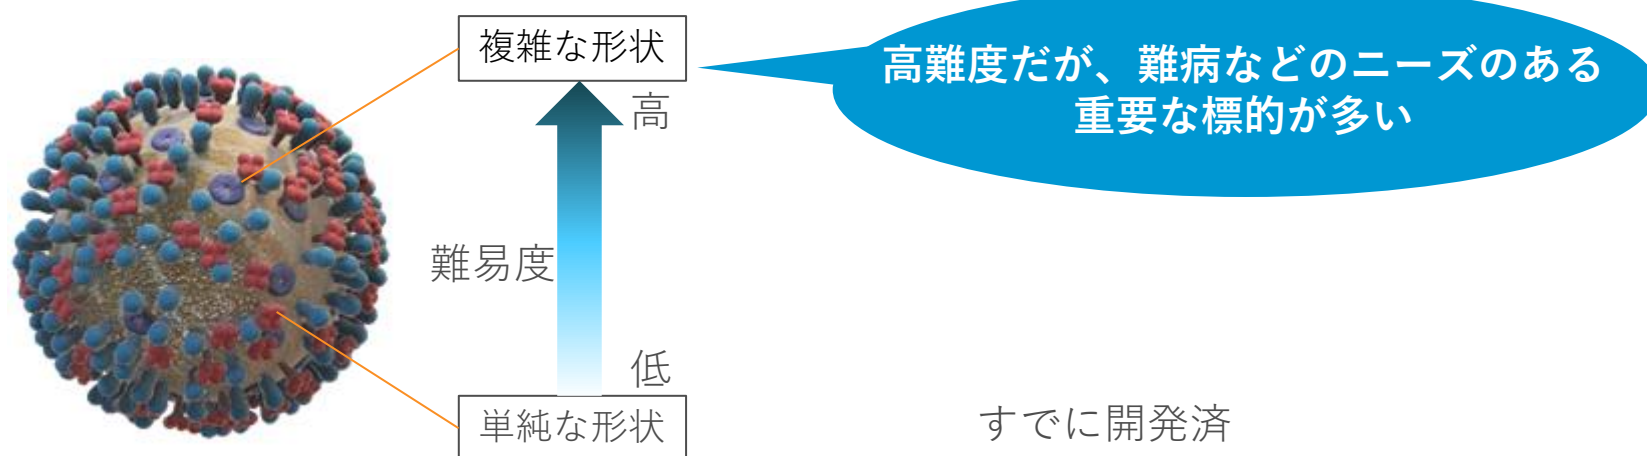 複雑な形状
高難度だが、難病などのニーズのある
重要な標的が多い
高
難易度
低
単純な形状
すでに開発済